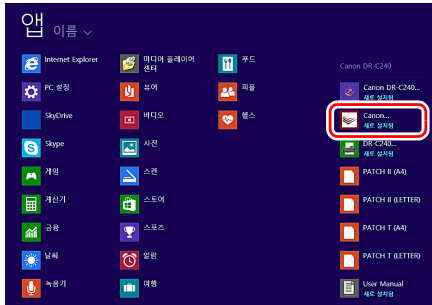 앱 이름
Internet Explorer
PC 설정
SkyDrive
Skype
게임
계산기
금융
날씨
녹음기
미디어 플레이어
센터
뷰어
비디오
사진
스캔
스토어
스포츠
알람
여행
푸드
피플
헬스
Canon DR-C240
Canon DR-C240...
새로 설치됨
Canon...
새로 설치됨
DR-C240...
새로 설치됨
PATCH II (A4)
PATCH II (LETTER)
PATCH T (A4)
PATCH T (LETTER)
User Manual
새로 설치됨